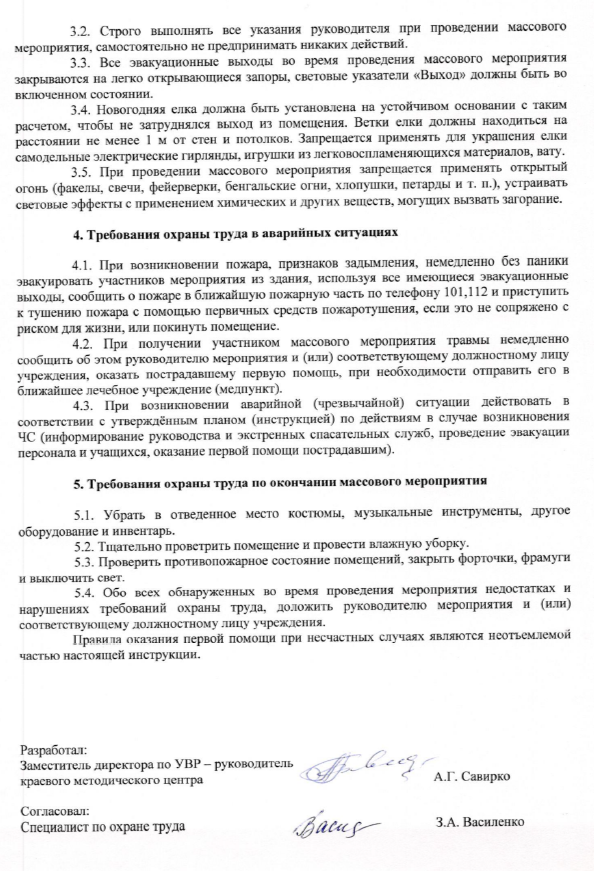 3.2. Строго выполнять все указания руководителя при проведении массового
мероприятия, самостоятельно не предпринимать никаких действий.
3.3. Все эвакуационные выходы во время проведения массового мероприятия
закрываются на легко открывающиеся запоры, световые указатели «Выход» должны быть во
включенном состоянии.
3.4. Новогодняя елка должна быть установлена на устойчивом основании с таким
расчетом, чтобы не затруднялся выход из помещения. Ветки елки должны находиться на
расстоянии не менее 1 м от стен и потолков. Запрещается применять для украшения елки
самодельные электрические гирлянды, игрушки из легковоспламеняющихся материалов, вату.
3.5. При проведении массового мероприятия запрещается применять открытый
огонь (факелы, свечи, фейерверки, бенгальские огни, хлопушки, петарды и т. п.), устраивать
световые эффекты с применением химических и других веществ, могущих вызвать загорание.
4. Требования охраны труда в аварийных ситуациях
4.1. При возникновении пожара, признаков задымления, немедленно без паники
эвакуировать участников мероприятия из здания, используя все имеющиеся эвакуационные
выходы, сообщить о пожаре в ближайшую пожарную часть по телефону 101,112 и приступить
к тушению пожара с помощью первичных средств пожаротушения, если это не сопряжено с
риском для жизни, или покинуть помещение.
4.2. При получении участником массового мероприятия травмы немедленно
сообщить об этом руководителю мероприятия и (или) соответствующему должностному лицу
учреждения, оказать пострадавшему первую помощь, при необходимости отправить его в
ближайшее лечебное учреждение (медпункт).
4.3. При возникновении аварийной (чрезвычайной) ситуации действовать в
соответствии с утверждённым планом (инструкцией) по действиям в случае возникновения
ЧС (информирование руководства и экстренных спасательных служб, проведение эвакуации
персонала и учащихся, оказание первой помощи пострадавшим).
5. Требования охраны труда по окончании массового мероприятия
5.1. Убрать в отведенное место костюмы, музыкальные инструменты, другое
оборудование и инвентарь.
5.2. Тщательно проветрить помещение и провести влажную уборку.
5.3. Проверить противопожарное состояние помещений, закрыть форточки, фрамуги
и выключить свет.
5.4. Обо всех обнаруженных во время проведения мероприятия недостатках и
нарушениях требований охраны труда, доложить руководителю мероприятия и (или)
соответствующему должностному лицу учреждения.
Правила оказания первой помощи при несчастных случаях являются неотъемлемой
частью настоящей инструкции.
Разработал:
Заместитель директора по УВР – руководитель
краевого методического центра А.Г. Савирко
Согласовал:
Специалист по охране труда З.А. Василенко